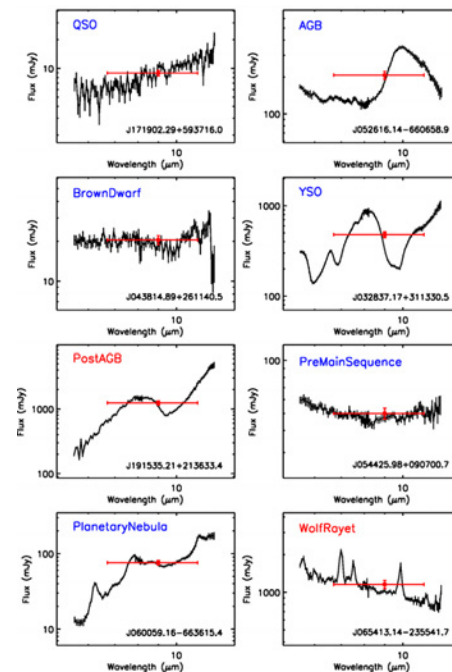 QSO
Flux (mJy)
10
J171902.29+593716.0
10
Wavelength (μm)
AGB
Flux (mJy)
100
J052616.14-660658.9
10
Wavelength (μm)
BrownDwarf
Flux (mJy)
10
J043814.89+261140.5
10
Wavelength (μm)
YSO
Flux (mJy)
1000
100
J032837.17+311330.5
10
Wavelength (μm)
PostAGB
Flux (mJy)
1000
100
J191535.21+213633.4
10
Wavelength (μm)
PreMainSequence
Flux (mJy)
100
J054425.98+090700.7
10
Wavelength (μm)
PlanetaryNebula
Flux (mJy)
100
10
J060059.16-663615.4
10
Wavelength (μm)
WolfRayet
Flux (mJy)
1000
J065413.14-235541.7
10
Wavelength (μm)